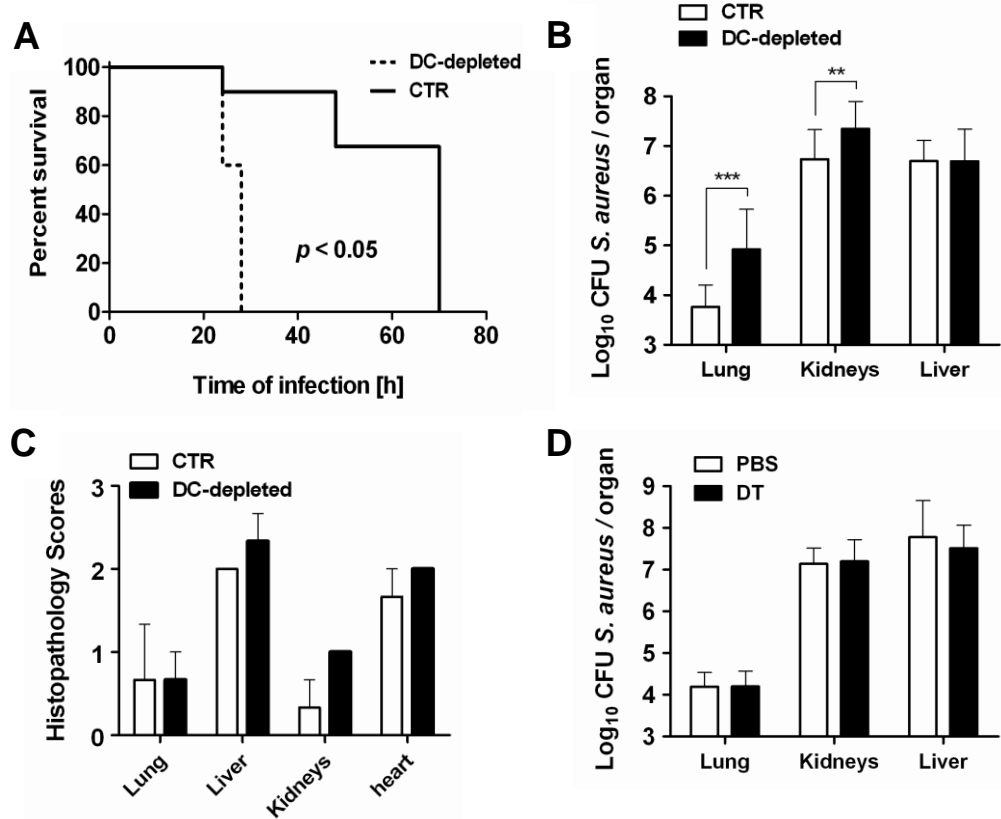 A
DC-depleted
CTR
Percent survival
100
80
60
40
20
0
p < 0.05
0 20 40 60 80
Time of infection [h]
B
CTR
DC-depleted
Log10 CFU S. aureus / organ
8
7
6
5
4
3
***
**
Lung Kidneys Liver
C
CTR
DC-depleted
Histopathology Scores
3
2
1
0
Lung Liver Kidneys heart
D
PBS
DT
Log10 CFU S. aureus / organ
9
8
7
6
5
4
3
Lung Kidneys Liver